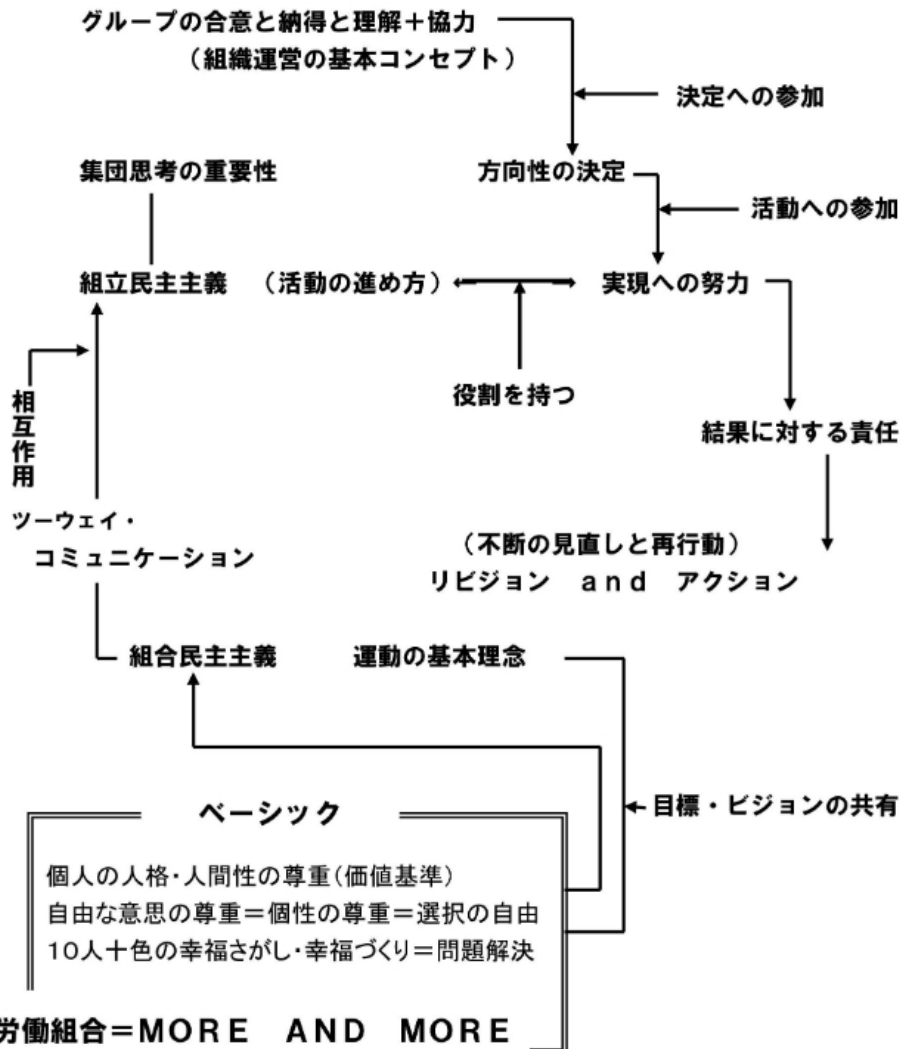 グループの合意と納得と理解＋協力
（組織運営の基本コンセプト）
決定への参加
集団思考の重要性
方向性の決定
活動への参加
組立民主主義　（活動の進め方）
実現への努力
相互作用
役割を持つ
結果に対する責任
ツーウェイ・
コミュニケーション
（不断の見直しと再行動）
リビジョン　ａｎｄ　アクション
組合民主主義
運動の基本理念
目標・ビジョンの共有
ベーシック
個人の人格・人間性の尊重（価値基準）
自由な意思の尊重＝個性の尊重＝選択の自由
10人十色の幸福さがし・幸福づくり＝問題解決
労働組合＝ＭＯＲＥ　ＡＮＤ　ＭＯＲＥ